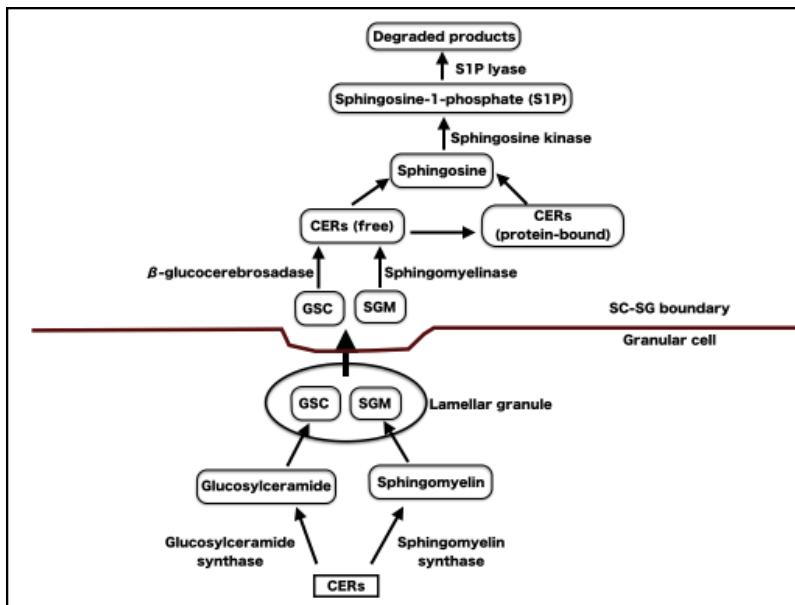 Degraded products
S1P lyase
Sphingosine-1-phosphate (S1P)
Sphingosine kinase
Sphingosine
CERs (free)
CERs
(protein-bound)
β-glucocerebrosadase
Sphingomyelinase
GSC
SGM
SC-SG boundary
Granular cell
GSC
SGM
Lamellar granule
Glucosylceramide
Sphingomyelin
Glucosylceramide
synthase
Sphingomyelin
synthase
CERs